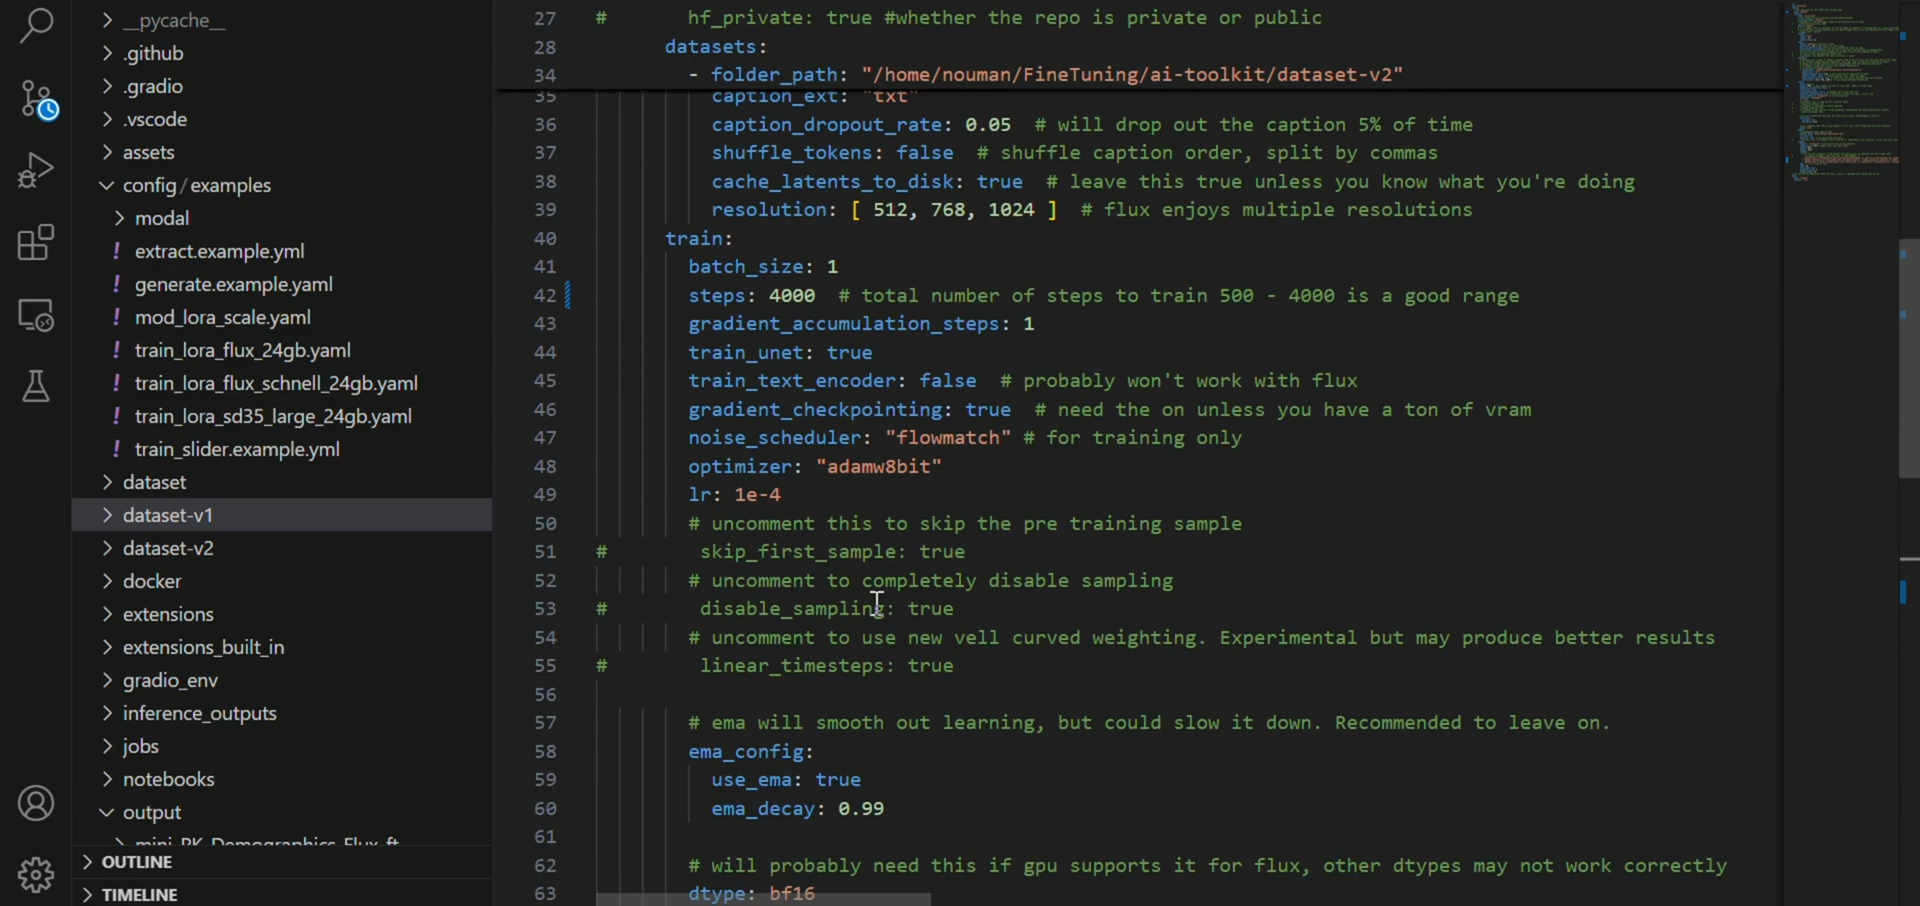 __pycache__
.github
.gradio
.vscode
assets
config / examples
modal
! extract.example.yml
! generate.example.yaml
! mod_lora_scale.yaml
! train_lora_flux_24gb.yaml
! train_lora_flux_schnell_24gb.yaml
! train_lora_sd35_large_24gb.yaml
! train_slider.example.yml
dataset
dataset-v1
dataset-v2
docker
extensions
extensions_built_in
gradio_env
inference_outputs
jobs
notebooks
output
mini_PK_Demographics_Flux_ft
OUTLINE
TIMELINE
27 # hf_private: true #whether the repo is private or public
28 datasets:
34 - folder_path: "/home/nouman/FineTuning/ai-toolkit/dataset-v2"
35 caption_ext: "txt"
36 caption_dropout_rate: 0.05 # will drop out the caption 5% of time
37 shuffle_tokens: false # shuffle caption order, split by commas
38 cache_latents_to_disk: true # leave this true unless you know what you're doing
39 resolution: [ 512, 768, 1024 ] # flux enjoys multiple resolutions
40 train:
41 batch_size: 1
42 steps: 4000 # total number of steps to train 500 - 4000 is a good range
43 gradient_accumulation_steps: 1
44 train_unet: true
45 train_text_encoder: false # probably won't work with flux
46 gradient_checkpointing: true # need the on unless you have a ton of vram
47 noise_scheduler: "flowmatch" # for training only
48 optimizer: "adamw8bit"
49 lr: 1e-4
50 # uncomment this to skip the pre training sample
51 # skip_first_sample: true
52 # uncomment to completely disable sampling
53 # disable_sampling: true
54 # uncomment to use new vell curved weighting. Experimental but may produce better results
55 # linear_timesteps: true
56
57 # ema will smooth out learning, but could slow it down. Recommended to leave on.
58 ema_config:
59 use_ema: true
60 ema_decay: 0.99
61
62 # will probably need this if gpu supports it for flux, other dtypes may not work correctly
63 dtype: bf16